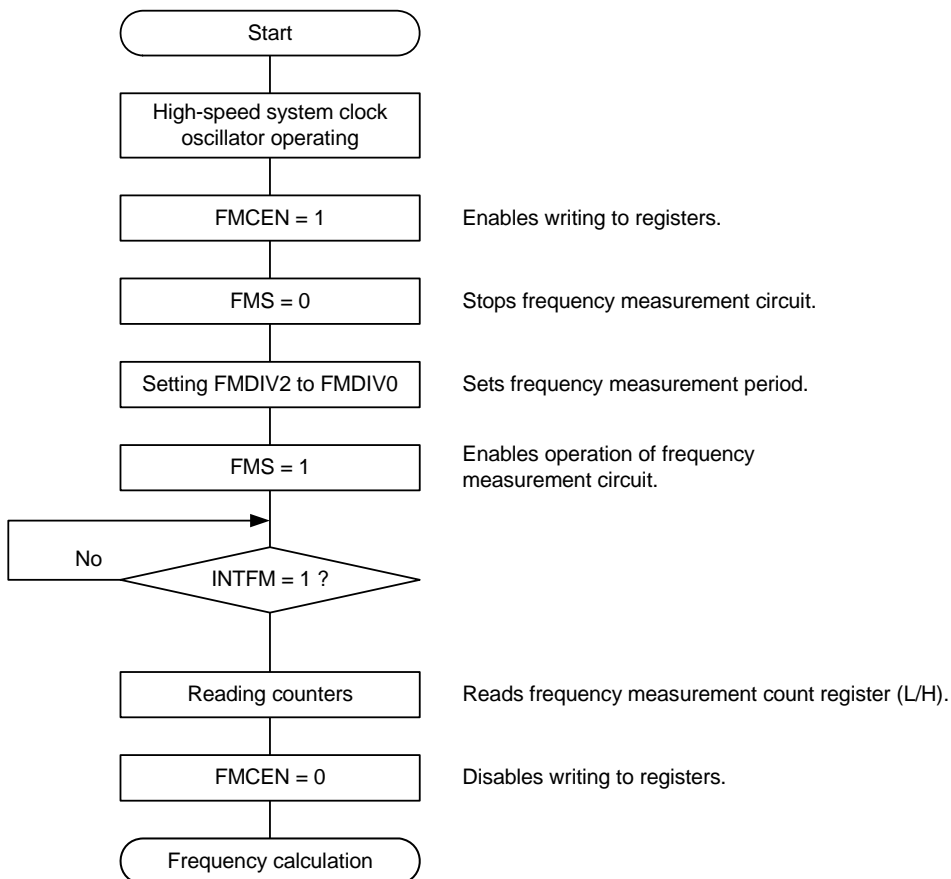 Start
High-speed system clock
oscillator operating
FMCEN = 1
Enables writing to registers.
FMS = 0
Stops frequency measurement circuit.
Setting FMDIV2 to FMDIV0
Sets frequency measurement period.
FMS = 1
Enables operation of frequency
measurement circuit.
No
INTFM = 1 ?
Reading counters
Reads frequency measurement count register (L/H).
FMCEN = 0
Disables writing to registers.
Frequency calculation